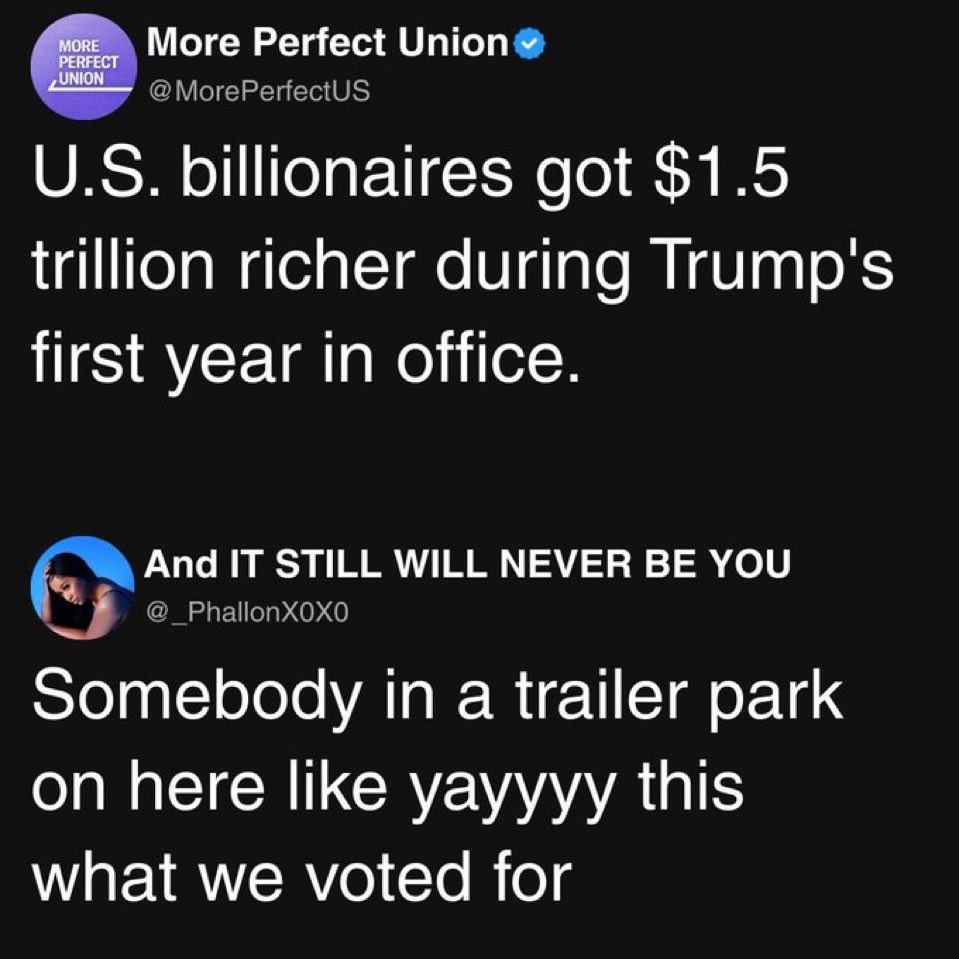 MORE
PERFECT
UNION
More Perfect Union
@MorePerfectUS
U.S. billionaires got $1.5
trillion richer during Trump's
first year in office.
And IT STILL WILL NEVER BE YOU
@_PhallonX0X0
Somebody in a trailer park
on here like yayyyy this
what we voted for